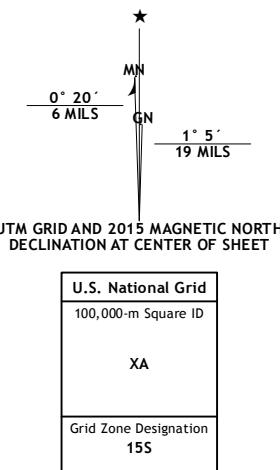 MN
0° 20´
6 MILS
GN
1° 5´
19 MILS
UTM GRID AND 2015 MAGNETIC NORTH
DECLINATION AT CENTER OF SHEET
U.S. National Grid
100,000-m Square ID
XA
Grid Zone Designation
15S